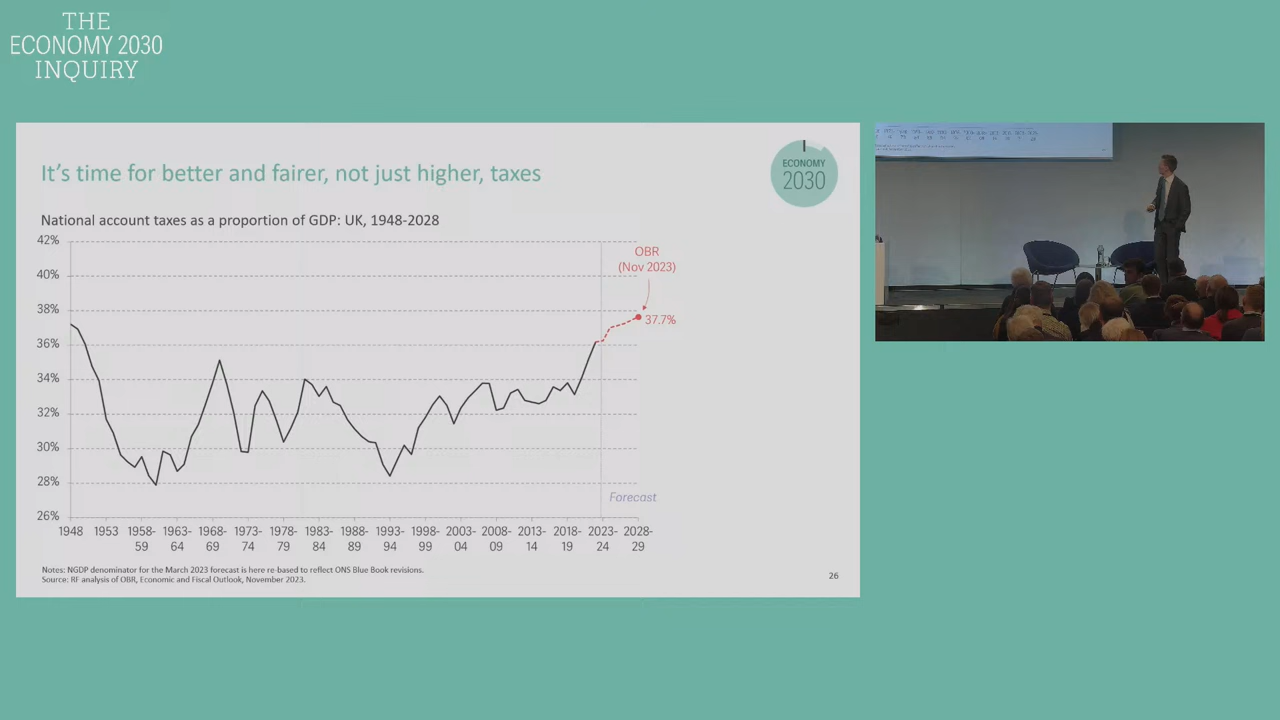 THE
ECONOMY 2030
INQUIRY
It's time for better and fairer, not just higher, taxes
ECONOMY
2030
National account taxes as a proportion of GDP: UK, 1948-2028
42%
40%
38%
36%
34%
32%
30%
28%
26%
OBR
(Nov 2023)
37.7%
Forecast
1948 1953 1958- 1963- 1968- 1973- 1978- 1983- 1988- 1993- 1998- 2003- 2008- 2013- 2018- 2023- 2028-
59 64 69 74 79 84 89 94 99 04 09 14 19 24 29
Notes: NGDP denominator for the March 2023 forecast is here re-based to reflect ONS Blue Book revisions.
Source: RF analysis of OBR, Economic and Fiscal Outlook, November 2023.
26